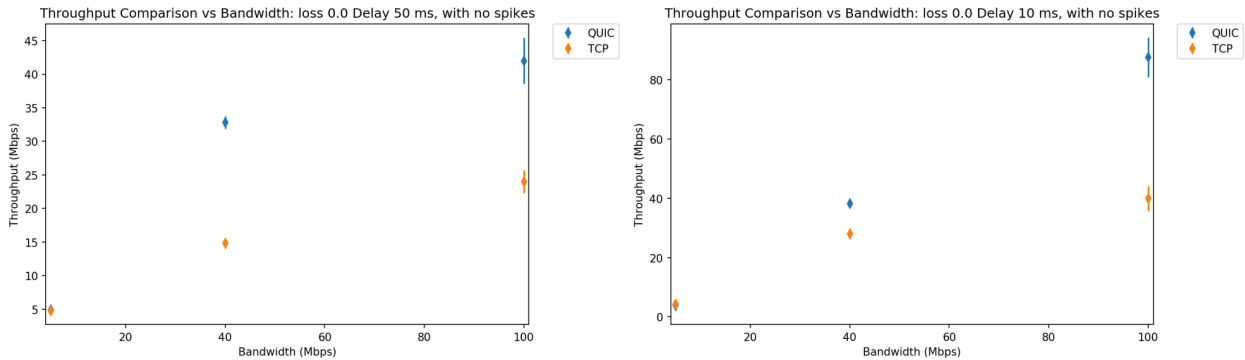 Throughput Comparison vs Bandwidth: loss 0.0 Delay 50 ms, with no spikes
QUIC
TCP
45
40
35
30
25
20
15
10
5
Throughput (Mbps)
20
40
60
80
100
Bandwidth (Mbps)
Throughput Comparison vs Bandwidth: loss 0.0 Delay 10 ms, with no spikes
QUIC
TCP
80
60
40
20
0
Throughput (Mbps)
20
40
60
80
100
Bandwidth (Mbps)